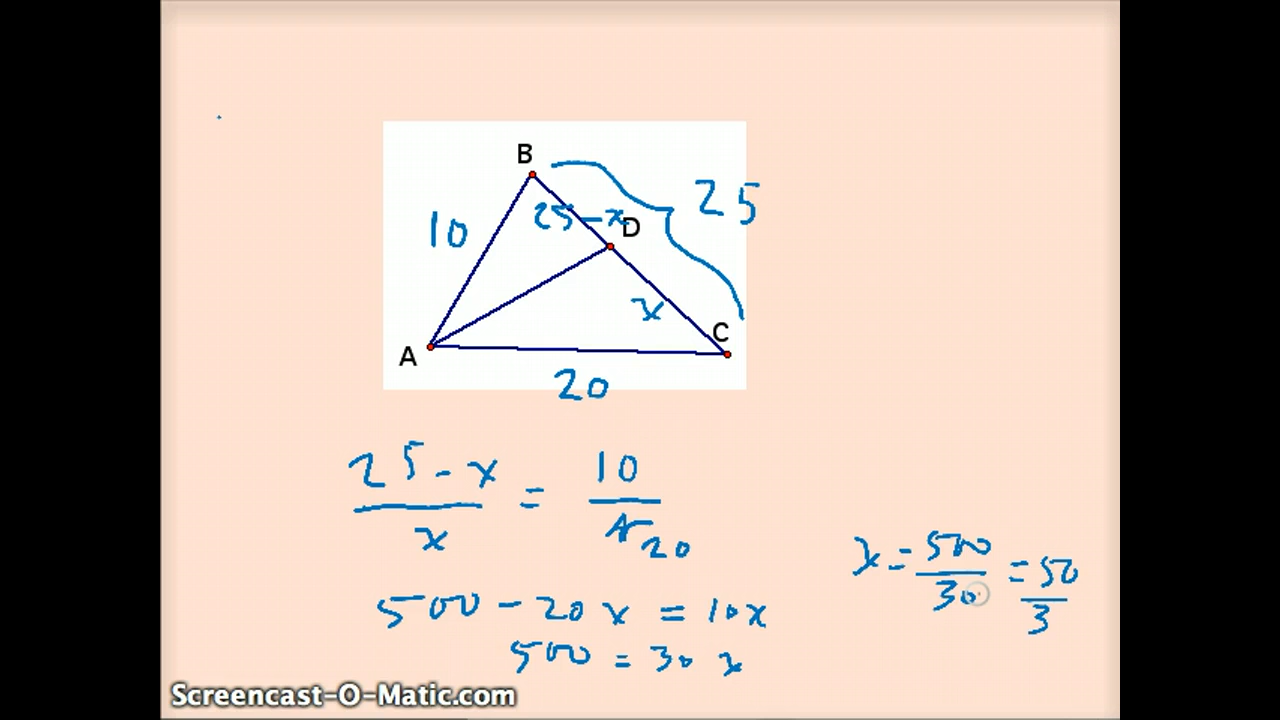 B
25
10
25-x
D
x
C
A
20
25-x / x = 10 / 20
x = 500/30 = 50/3
500 - 20x = 10x
500 = 30x
Screencast-O-Matic.com